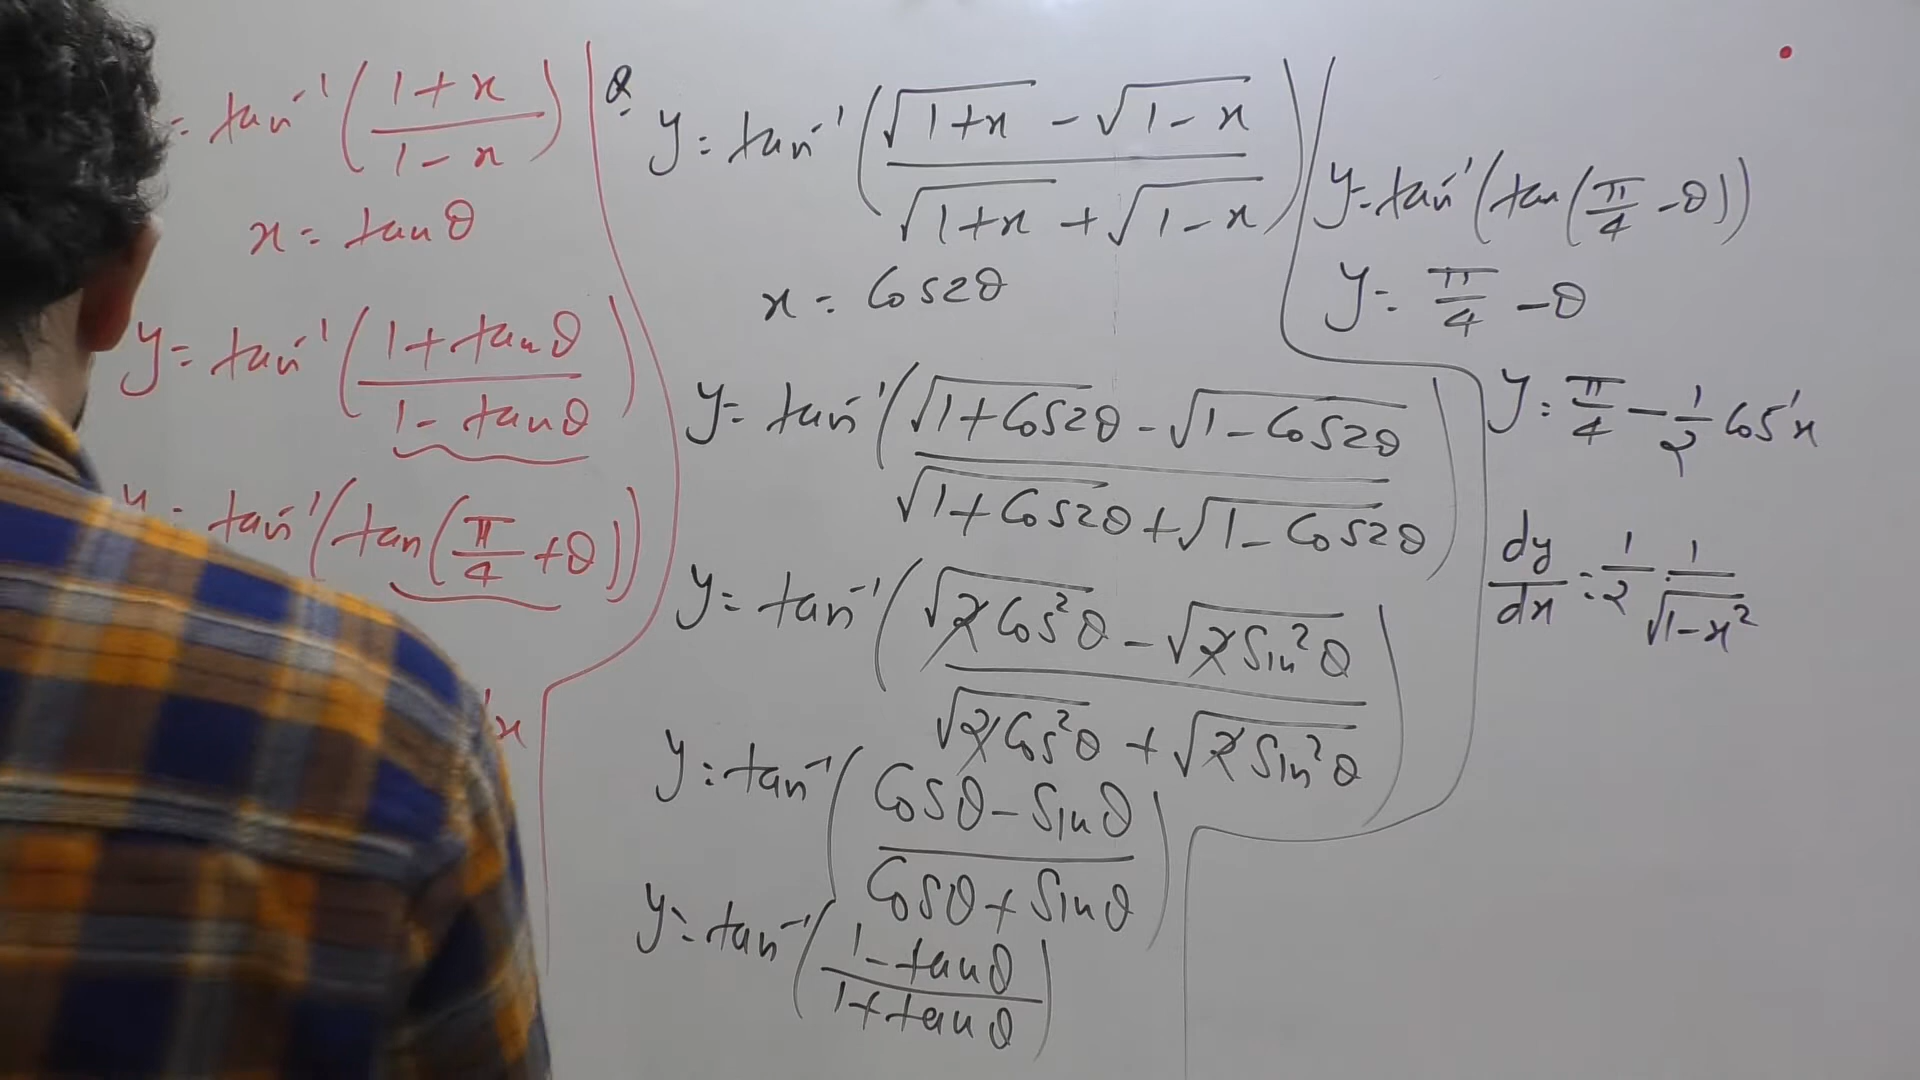 = tan⁻¹((1+x)/(1-x))
x = tanθ
y = tan⁻¹((1+tanθ)/(1-tanθ))
y = tan⁻¹(tan(π/4+θ))
⁻¹x
Q. y = tan⁻¹((√(1+x) - √(1-x))/(√(1+x) + √(1-x)))
x = Cos2θ
y = tan⁻¹((√(1+Cos2θ) - √(1-Cos2θ))/(√(1+Cos2θ) + √(1-Cos2θ)))
y = tan⁻¹((√(2Cos²θ) - √(2Sin²θ))/(√(2Cos²θ) + √(2Sin²θ)))
y = tan⁻¹((Cosθ - Sinθ)/(Cosθ + Sinθ))
y = tan⁻¹((1-tanθ)/(1+tanθ))
y = tan⁻¹(tan(π/4-θ))
y = π/4 - θ
y = π/4 - 1/2 Cos⁻¹x
dy/dx = 1/2 1/√(1-x²)